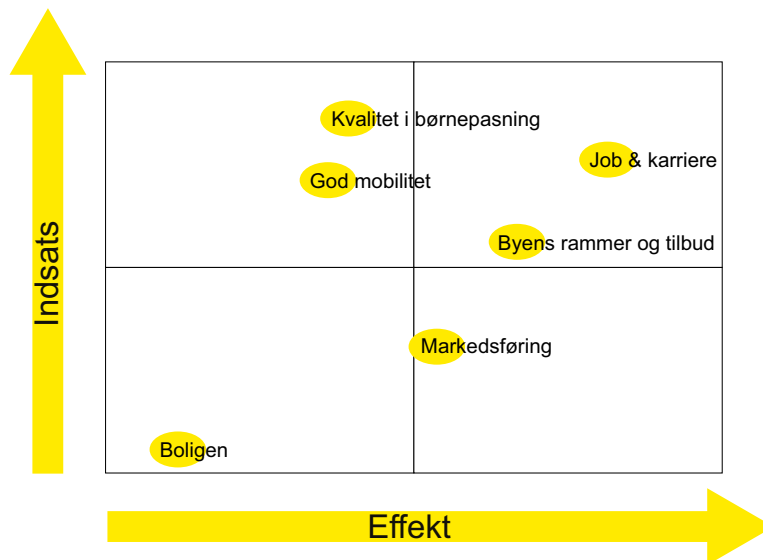 Kvalitet i børnepasning
Job & karriere
God mobilitet
Byens rammer og tilbud
Indsats
Markedsføring
Boligen
Effekt